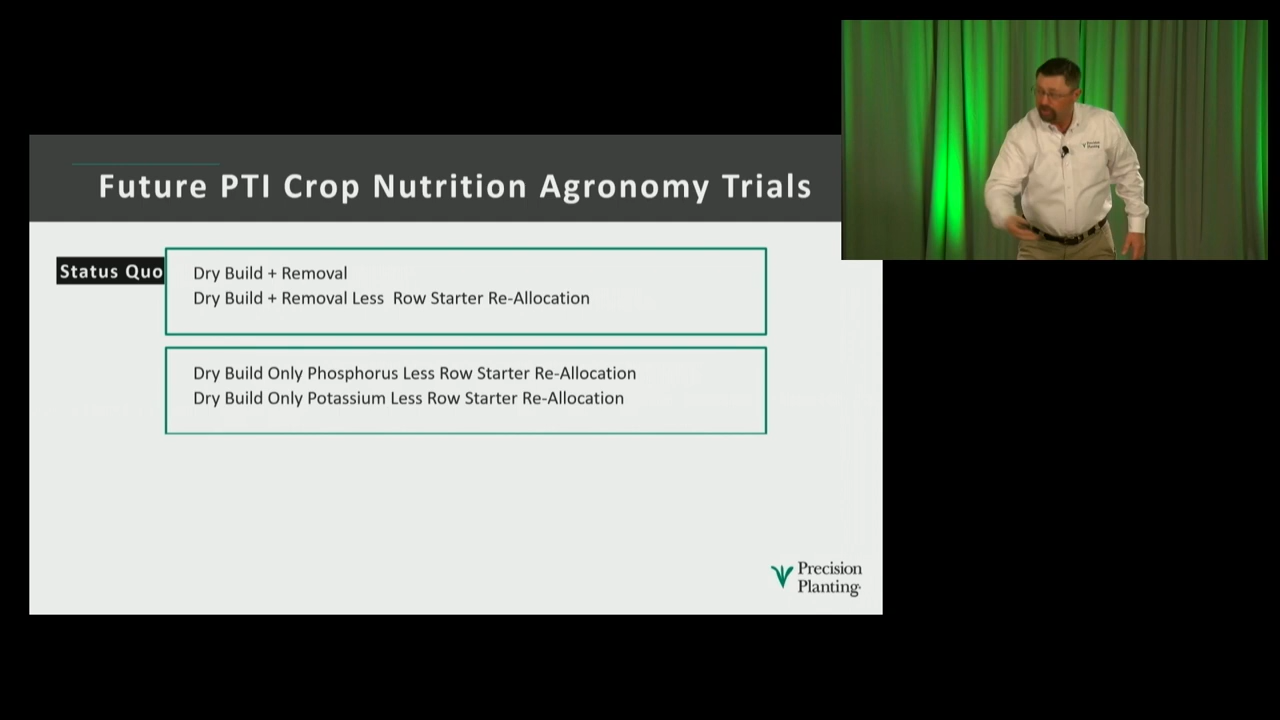 Future PTI Crop Nutrition Agronomy Trials
Status Quo
Dry Build + Removal
Dry Build + Removal Less Row Starter Re-Allocation
Dry Build Only Phosphorus Less Row Starter Re-Allocation
Dry Build Only Potassium Less Row Starter Re-Allocation
Precision
Planting
Precision
Planting